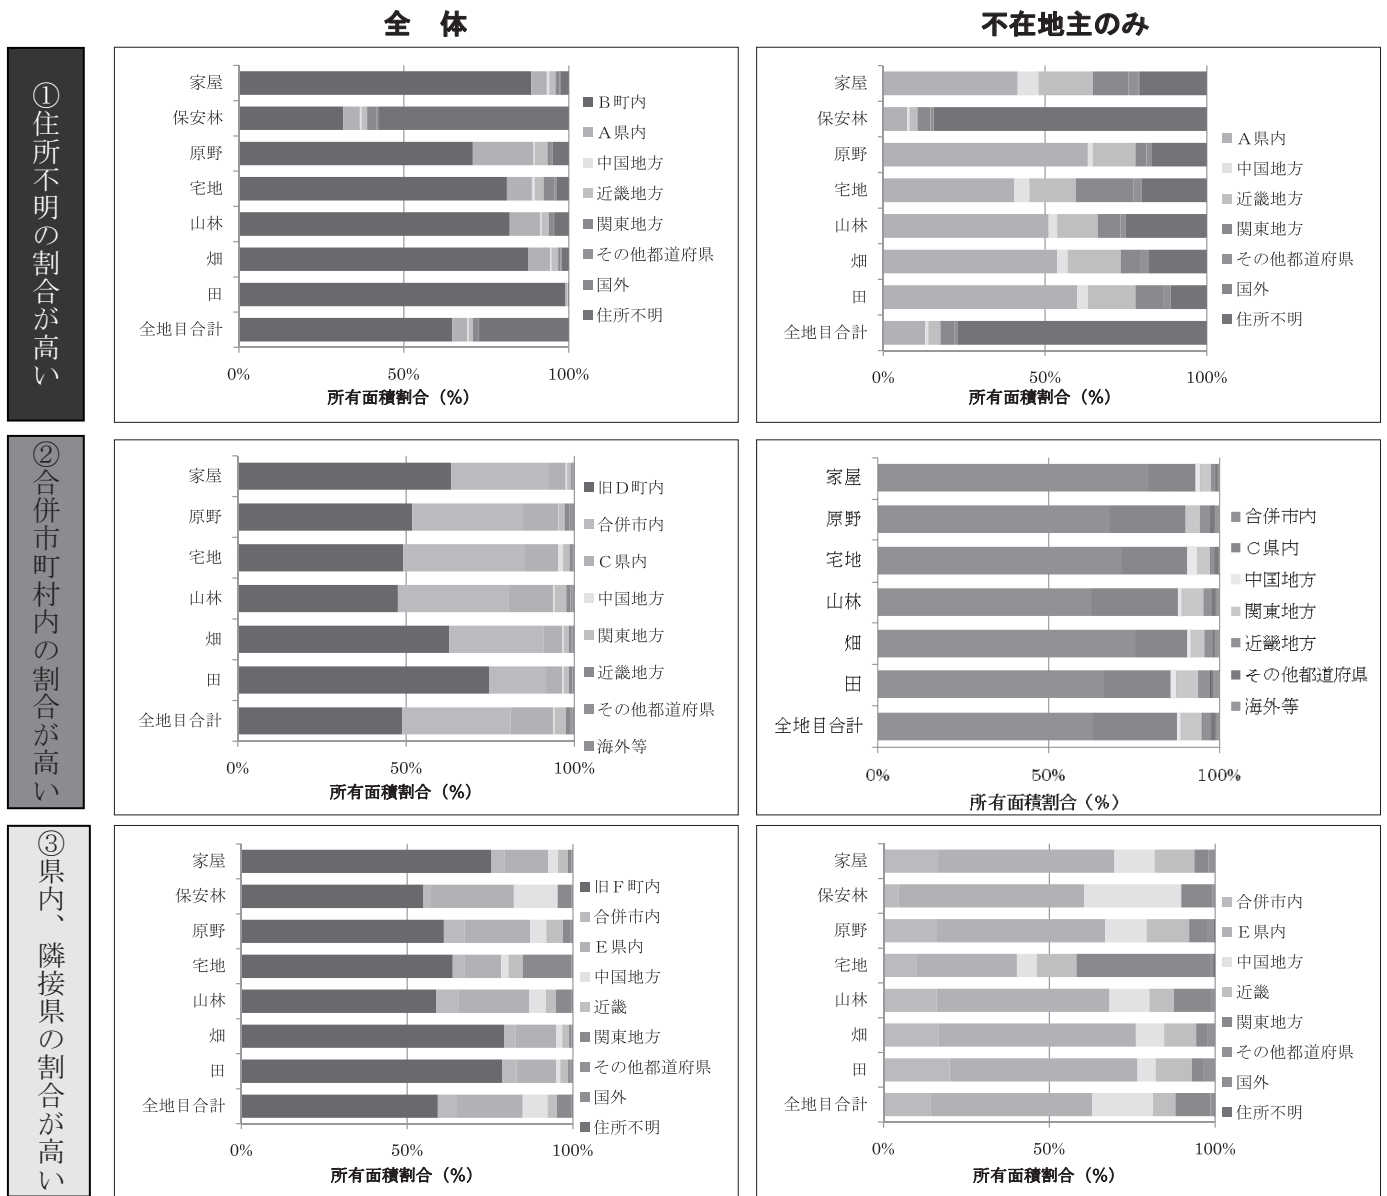 全　体
不在地主のみ
①住所不明の割合が高い
家屋
保安林
原野
宅地
山林
畑
田
全地目合計
0%
50%
100%
所有面積割合（%）
B町内
A県内
中国地方
近畿地方
関東地方
その他都道府県
国外
住所不明
家屋
保安林
原野
宅地
山林
畑
田
全地目合計
0%
50%
100%
所有面積割合（%）
A県内
中国地方
近畿地方
関東地方
その他都道府県
国外
住所不明
②合併市町村内の割合が高い
家屋
原野
宅地
山林
畑
田
全地目合計
0%
50%
100%
所有面積割合（%）
旧D町内
合併市内
C県内
中国地方
関東地方
近畿地方
その他都道府県
海外等
家屋
原野
宅地
山林
畑
田
全地目合計
0%
50%
100%
所有面積割合（%）
合併市内
C県内
中国地方
関東地方
近畿地方
その他都道府県
海外等
③県内、隣接県の割合が高い
家屋
保安林
原野
宅地
山林
畑
田
全地目合計
0%
50%
100%
所有面積割合（%）
旧F町内
合併市内
E県内
中国地方
近畿
関東地方
その他都道府県
国外
住所不明
家屋
保安林
原野
宅地
山林
畑
田
全地目合計
0%
50%
100%
所有面積割合（%）
合併市内
E県内
中国地方
近畿
関東地方
その他都道府県
国外
住所不明